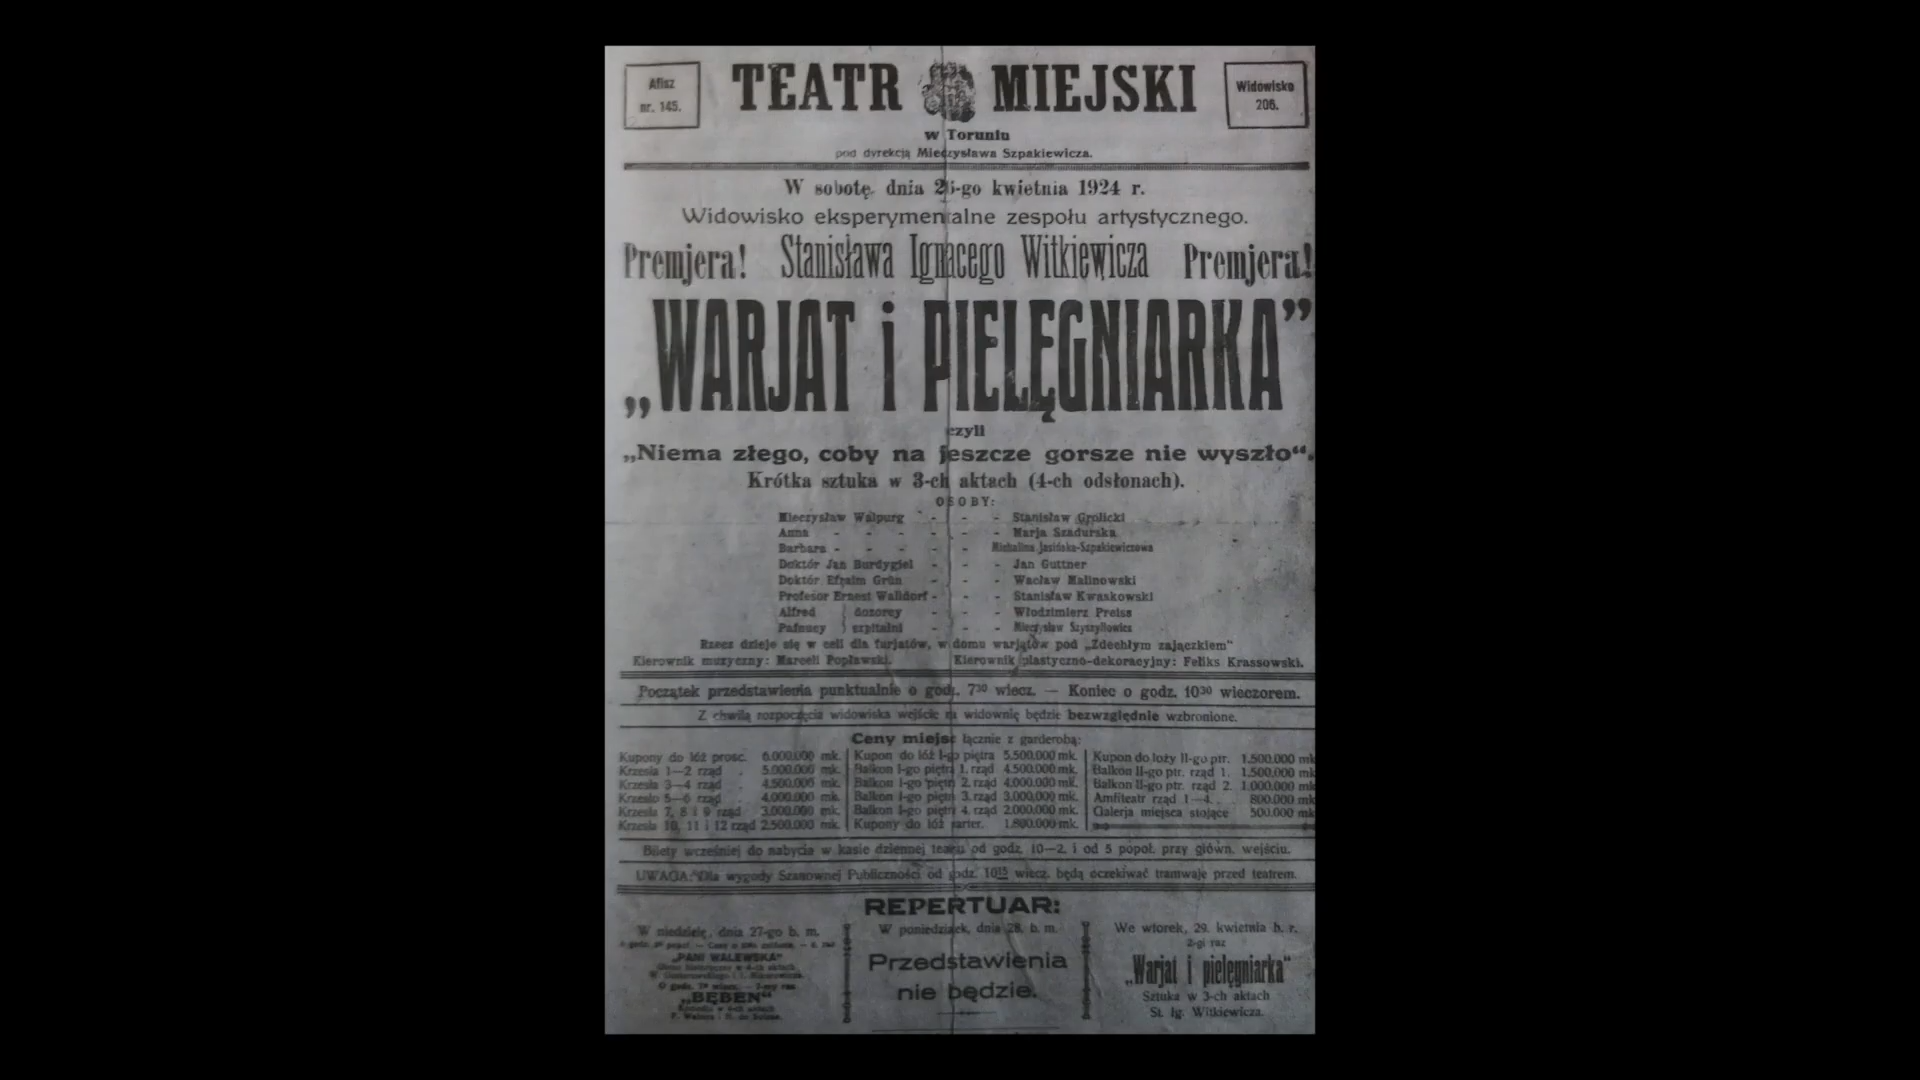 Afisz
nr. 145.
TEATR MIEJSKI
Widowisko
206.
w Toruniu
pod dyrekcją Mieczysława Szpakiewicza.
W sobotę, dnia 26-go kwietnia 1924 r.
Widowisko eksperymentalne zespołu artystycznego.
Premjera! Stanisława Ignacego Witkiewicza Premjera!
„WARJAT i PIELĘGNIARKA”
czyli
„Niema złego, coby na jeszcze gorsze nie wyszło“.
Krótka sztuka w 3-ch aktach (4-ch odsłonach).
OSOBY:
Mieczysław Walpurg - - - Stanisław Grolicki
Anna - - - - - - Marja Szadurska
Barbara - - - - - Michalina Jasińska-Szpakiewiczowa
Doktór Jan Burdygiel - - - Jan Guttner
Doktór Efraim Grün - - - Wacław Malinowski
Profesor Ernest Walldorf - - - Stanisław Kwaskowski
Alfred } dozorcy - - - Włodzimierz Preiss
Pafnucy } szpitalni - - - Mieczysław Szyszyłłowicz
Rzecz dzieje się w celi dla furjatów, w domu warjatów pod „Zdechłym zajączkiem”
Kierownik muzyczny: Marceli Popławski. Kierownik plastyczno-dekoracyjny: Feliks Krassowski.
Początek przedstawienia punktualnie o godz. 7³⁰ wiecz. — Koniec o godz. 10³⁰ wieczorem.
Z chwilą rozpoczęcia widowiska wejście na widownię będzie bezwzględnie wzbronione.
Ceny miejsc łącznie z garderobą:
Kupony do lóż prosc. 6.000.000 mk.
Krzesła 1—2 rząd . 5.000.000 mk.
Krzesła 3—4 rząd . 4.500.000 mk.
Krzesło 5—6 rząd . 4.000.000 mk.
Krzesła 7, 8 i 9 rząd 3.000.000 mk.
Krzesła 10, 11 i 12 rząd 2.500.000 mk.
Kupon do lóż I-go piętra 5.500.000 mk.
Balkon I-go piętra 1. rząd 4.500.000 mk.
Balkon I-go piętra 2. rząd 4.000.000 mk.
Balkon I-go piętra 3. rząd 3.000.000 mk.
Balkon I-go piętra 4. rząd 2.000.000 mk.
Kupony do lóż parter. 1.800.000 mk.
Kupon do loży II-go ptr. 1.500.000 mk
Balkon II-go ptr. rząd 1. 1.500.000 mk
Balkon II-go ptr. rząd 2. 1.000.000 mk
Amfiteatr rząd 1—4. . 800.000 mk
Galerja miejsca stojące 500.000 mk
Bilety wcześniej do nabycia w kasie dziennej teatru od godz. 10—2. i od 5 popoł. przy główn. wejściu.
UWAGA: Dla wygody Szanownej Publiczności od godz. 10¹⁵ wiecz. będą oczekiwać tramwaje przed teatrem.
REPERTUAR:
W niedzielę, dnia 27-go b. m.
„PANI WALEWSKA”
„BĘBEN”
W poniedziałek, dnia 28. b. m.
Przedstawienia
nie będzie.
We wtorek, 29. kwietnia b. r.
2-gi raz
„Warjat i pielęgniarka”
Sztuka w 3-ch aktach
St. Ig. Witkiewicza.